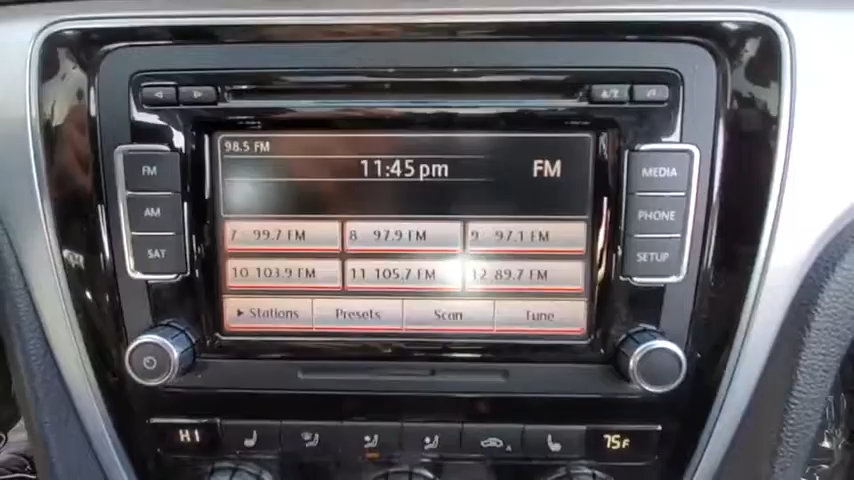 98.5 FM
11:45pm
FM
FM
AM
SAT
MEDIA
PHONE
SETUP
7 99.7 FM
8 97.9 FM
9 97.1 FM
10 103.9 FM
11 105.7 FM
12 89.7 FM
Stations
Presets
Scan
Tune
HI
A
75F